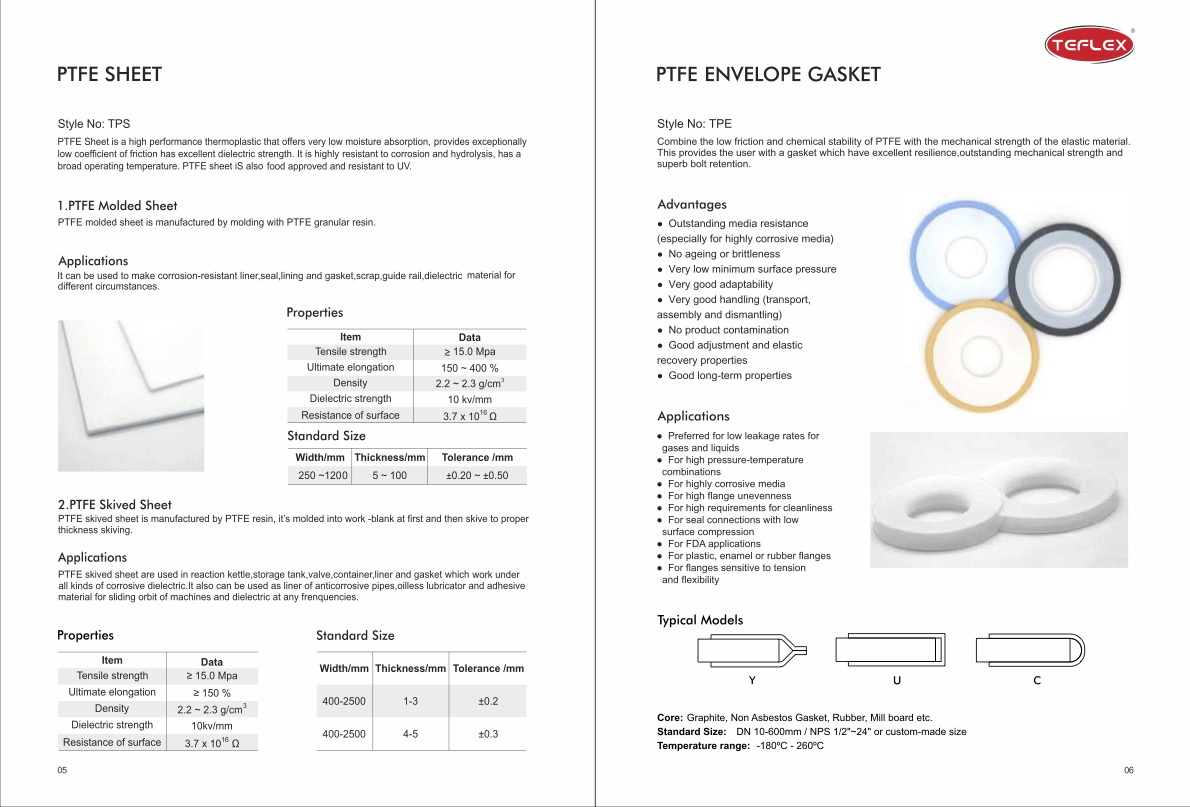 PTFE SHEET
Style No: TPS
PTFE Sheet is a high performance thermoplastic that offers very low moisture absorption, provides exceptionally
low coefficient of friction has excellent dielectric strength. It is highly resistant to corrosion and hydrolysis, has a
broad operating temperature. PTFE sheet iS also food approved and resistant to UV.
1.PTFE Molded Sheet
PTFE molded sheet is manufactured by molding with PTFE granular resin.
Applications
It can be used to make corrosion-resistant liner,seal,lining and gasket,scrap,guide rail,dielectric material for
different circumstances.
Properties
Item Data
Tensile strength ≥ 15.0 Mpa
Ultimate elongation 150 ~ 400 %
Density 2.2 ~ 2.3 g/cm³
Dielectric strength 10 kv/mm
Resistance of surface 3.7 x 10¹⁶ Ω
Standard Size
Width/mm Thickness/mm Tolerance /mm
250 ~1200 5 ~ 100 ±0.20 ~ ±0.50
2.PTFE Skived Sheet
PTFE skived sheet is manufactured by PTFE resin, it's molded into work -blank at first and then skive to proper
thickness skiving.
Applications
PTFE skived sheet are used in reaction kettle,storage tank,valve,container,liner and gasket which work under
all kinds of corrosive dielectric.It also can be used as liner of anticorrosive pipes,oilless lubricator and adhesive
material for sliding orbit of machines and dielectric at any frenquencies.
Properties
Item Data
Tensile strength ≥ 15.0 Mpa
Ultimate elongation ≥ 150 %
Density 2.2 ~ 2.3 g/cm³
Dielectric strength 10kv/mm
Resistance of surface 3.7 x 10¹⁶ Ω
Standard Size
Width/mm Thickness/mm Tolerance /mm
400-2500 1-3 ±0.2
400-2500 4-5 ±0.3
05
TEFLEX ®
PTFE ENVELOPE GASKET
Style No: TPE
Combine the low friction and chemical stability of PTFE with the mechanical strength of the elastic material.
This provides the user with a gasket which have excellent resilience,outstanding mechanical strength and
superb bolt retention.
Advantages
● Outstanding media resistance
(especially for highly corrosive media)
● No ageing or brittleness
● Very low minimum surface pressure
● Very good adaptability
● Very good handling (transport,
assembly and dismantling)
● No product contamination
● Good adjustment and elastic
recovery properties
● Good long-term properties
Applications
● Preferred for low leakage rates for
gases and liquids
● For high pressure-temperature
combinations
● For highly corrosive media
● For high flange unevenness
● For high requirements for cleanliness
● For seal connections with low
surface compression
● For FDA applications
● For plastic, enamel or rubber flanges
● For flanges sensitive to tension
and flexibility
Typical Models
Y U C
Core: Graphite, Non Asbestos Gasket, Rubber, Mill board etc.
Standard Size: DN 10-600mm / NPS 1/2"~24" or custom-made size
Temperature range: -180ºC - 260ºC
06